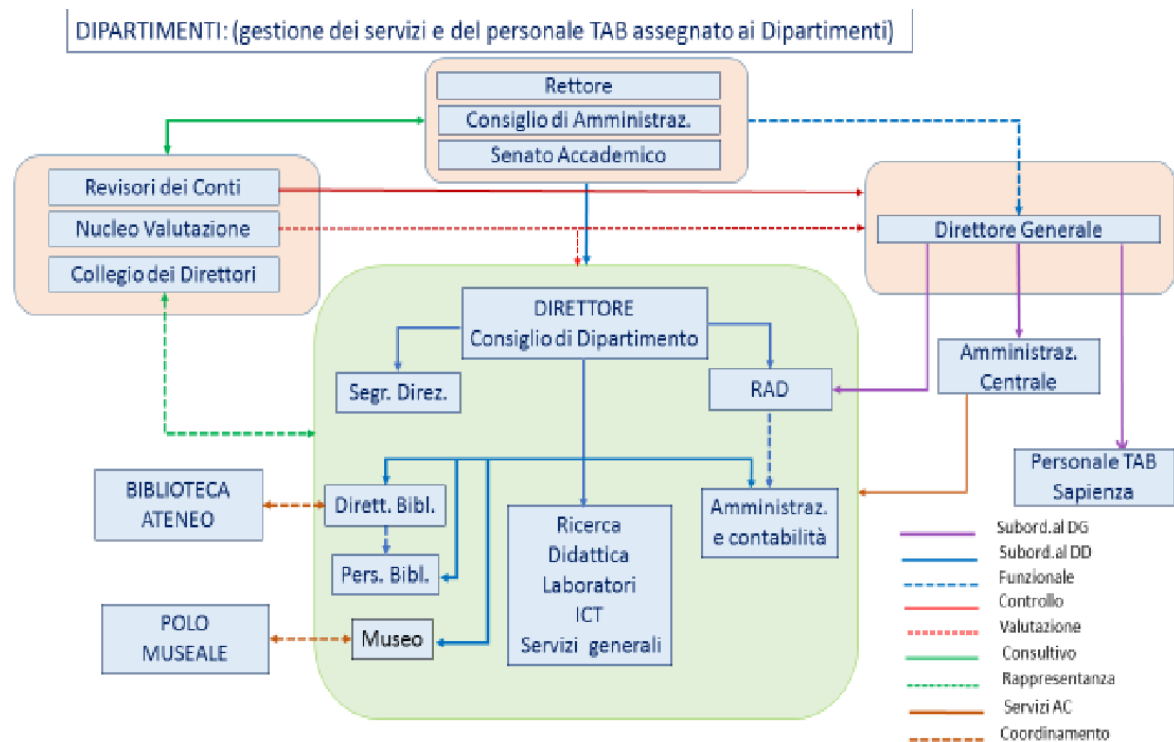 DIPARTIMENTI: (gestione dei servizi e del personale TAB assegnato ai Dipartimenti)
Rettore
Consiglio di Amministraz.
Senato Accademico
Revisori dei Conti
Nucleo Valutazione
Collegio dei Direttori
Direttore Generale
DIRETTORE
Consiglio di Dipartimento
Segr. Direz.
RAD
Amministraz.
Centrale
Personale TAB
Sapienza
BIBLIOTECA
ATENEO
Dirett. Bibl.
Pers. Bibl.
Ricerca
Didattica
Laboratori
ICT
Servizi generali
Amministraz.
e contabilità
POLO
MUSEALE
Museo
Subord.al DG
Subord.al DD
Funzionale
Controllo
Valutazione
Consultivo
Rappresentanza
Servizi AC
Coordinamento